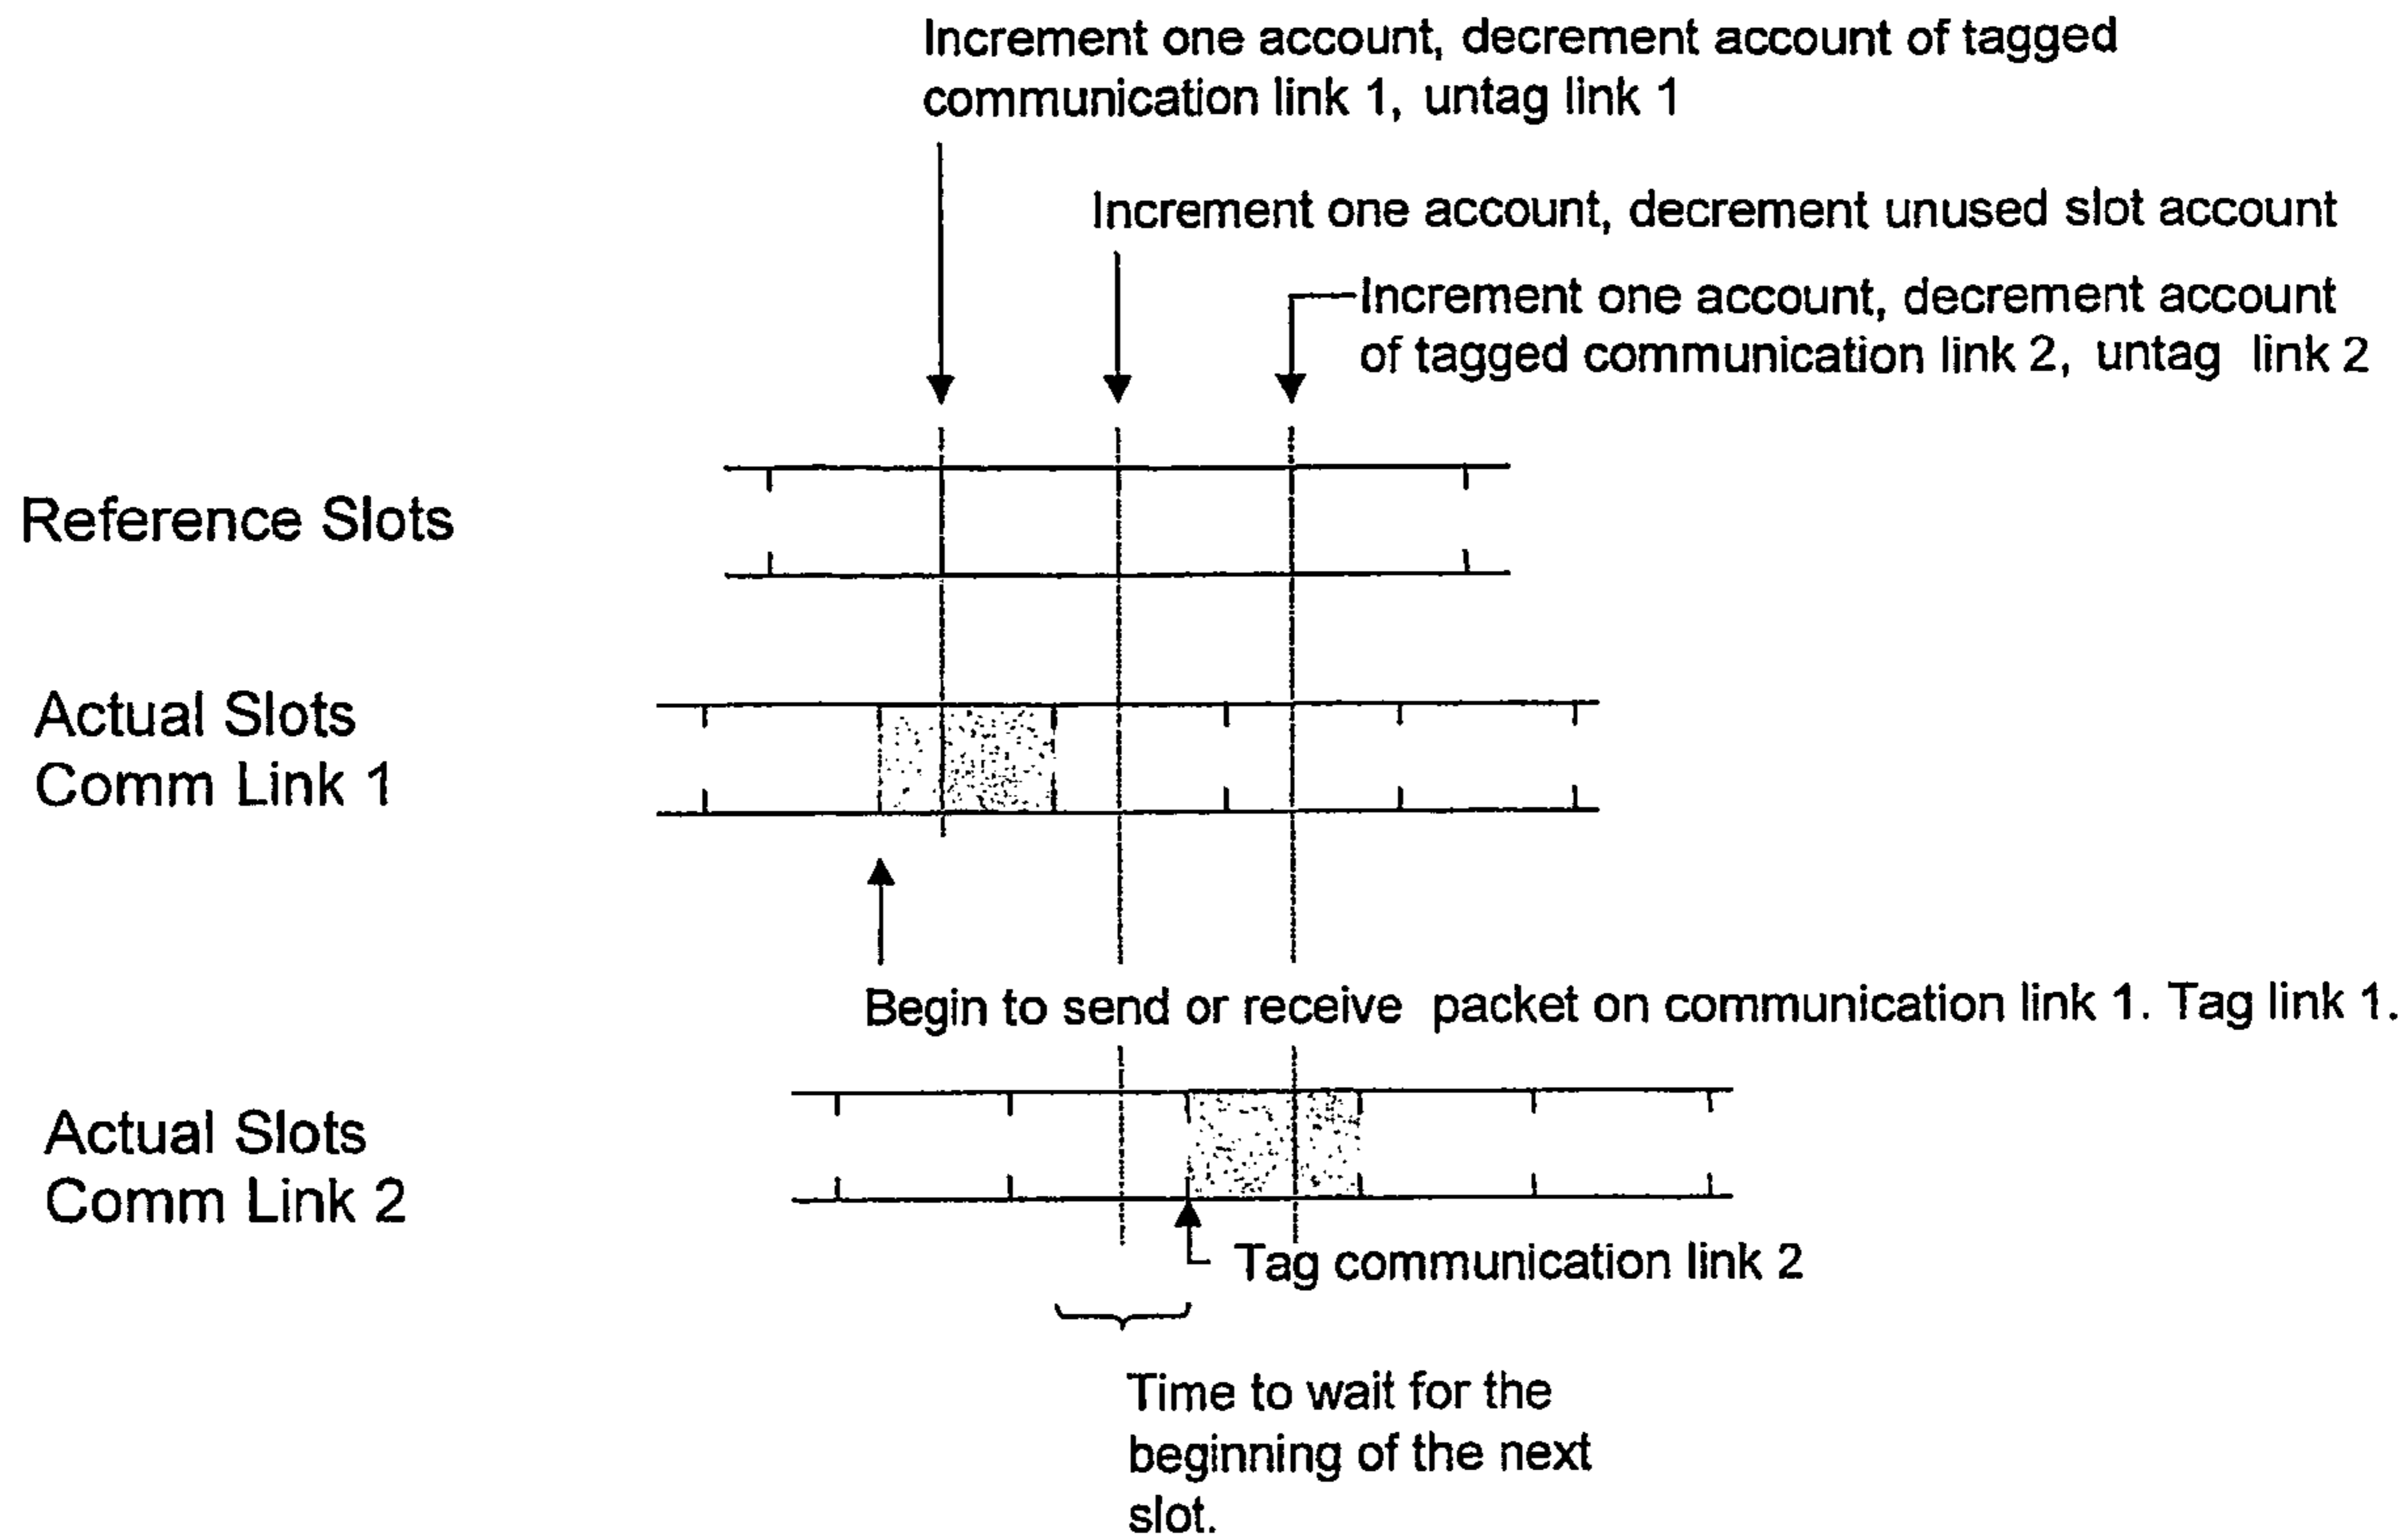 Increment one account, decrement account of tagged
communication link 1, untag link 1
Increment one account, decrement unused slot account
Increment one account, decrement account
of tagged communication link 2, untag link 2
Reference Slots
Actual Slots
Comm Link 1
Begin to send or receive packet on communication link 1. Tag link 1.
Actual Slots
Comm Link 2
Tag communication link 2
Time to wait for the
beginning of the next
slot.